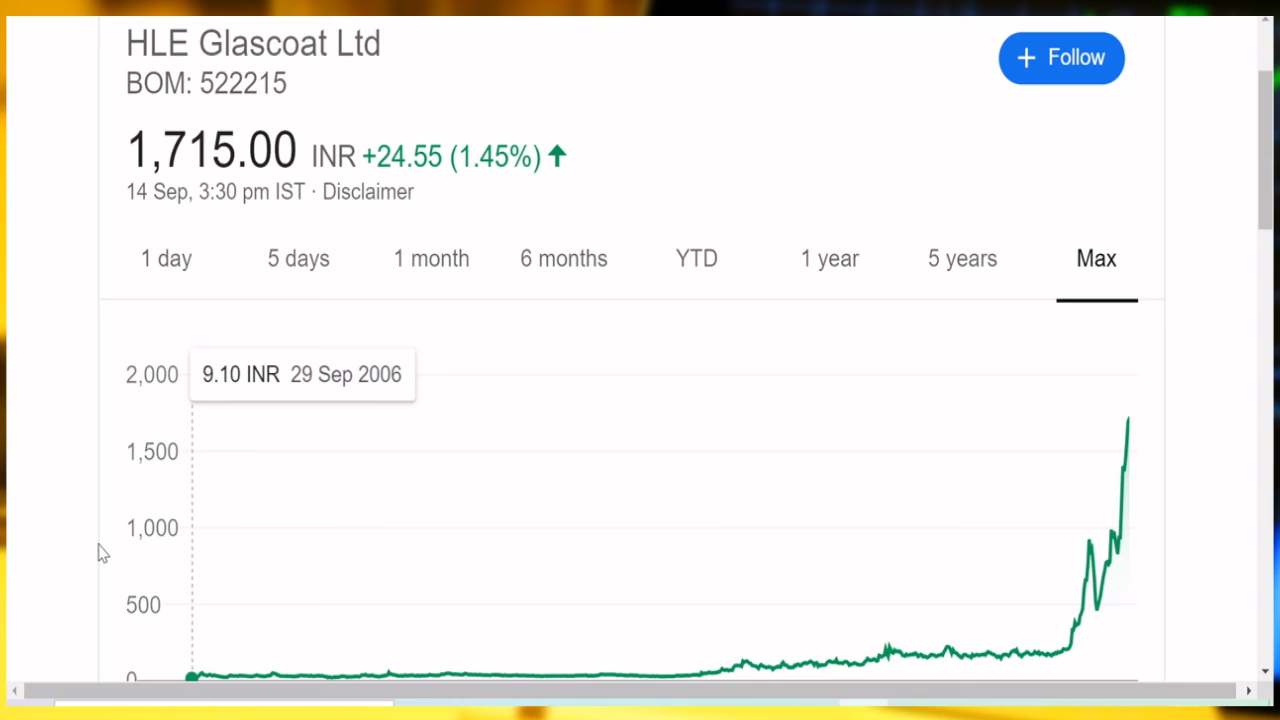 HLE Glascoat Ltd
+ Follow
BOM: 522215
1,715.00 INR +24.55 (1.45%) ↑
14 Sep, 3:30 pm IST · Disclaimer
1 day 5 days 1 month 6 months YTD 1 year 5 years Max
2,000
9.10 INR 29 Sep 2006
1,500
1,000
500
0